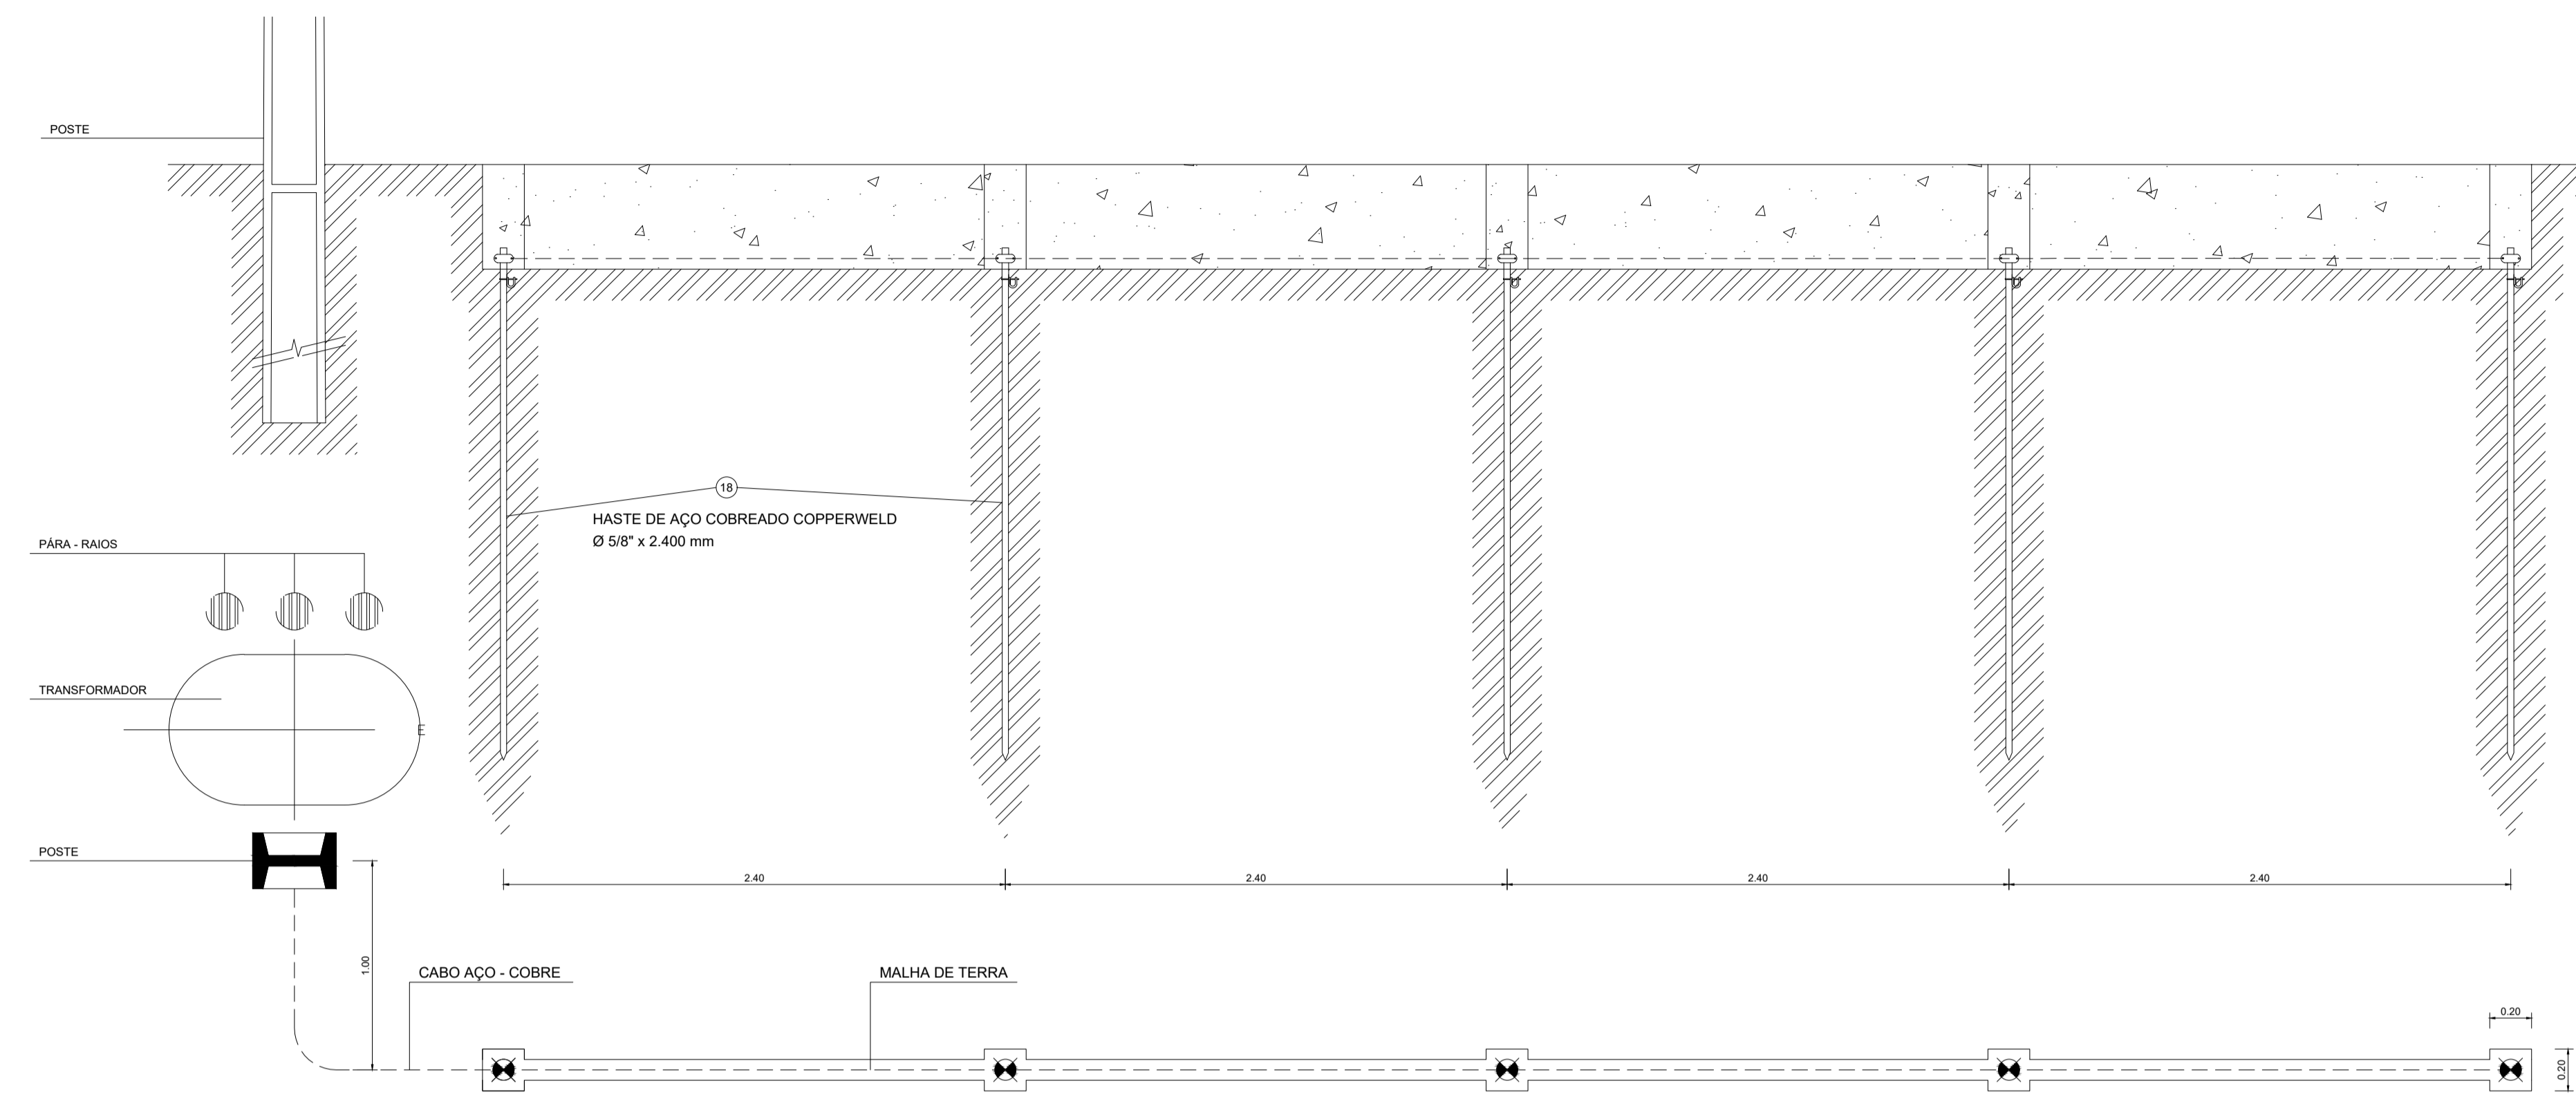 POSTE
18
HASTE DE AÇO COBREADO COPPERWELD
Ø 5/8" x 2.400 mm
PÁRA - RAIOS
TRANSFORMADOR
E
POSTE
2.40
2.40
2.40
2.40
1.00
CABO AÇO - COBRE
MALHA DE TERRA
0.20
0.20